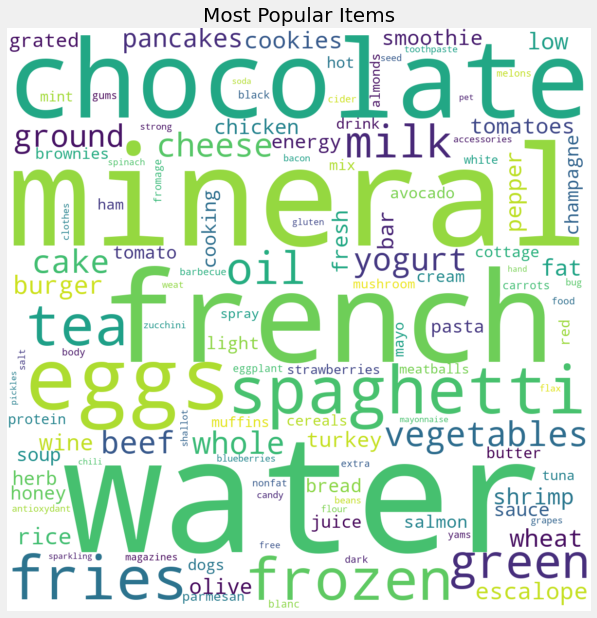 Most Popular Items
grated
pancakes
cookies
smoothie
toothpaste
low
chocolate
hot
almonds
seed
soda
mint
gums
black
cider
melons
pet
ground
strong
chicken
drink
tomatoes
brownies
cheese
energy
milk
accessories
spinach
fromage
bacon
mix
white
mineral
pepper
champagne
ham
avocado
clothes
cooking
gluten
fresh
bar
tomato
cake
oil
yogurt
cottage
fat
barbecue
cream
hand
burger
weat
mushroom
carrots
bug
french
food
tea
zucchini
spray
light
mayo
pasta
red
salt
body
eggplant
strawberries
meatballs
pickles
eggs
spaghetti
flax
protein
shallot
muffins
cereals
mayonnaise
wine
beef
whole
turkey
vegetables
soup
chili
blueberries
extra
butter
herb
water
nonfat
bread
tuna
honey
candy
beans
shrimp
antioxydant
flour
juice
salmon
sauce
grapes
rice
yams
wheat
sparkling
magazines
free
dark
fries
dogs
olive
frozen
green
parmesan
blanc
escalope